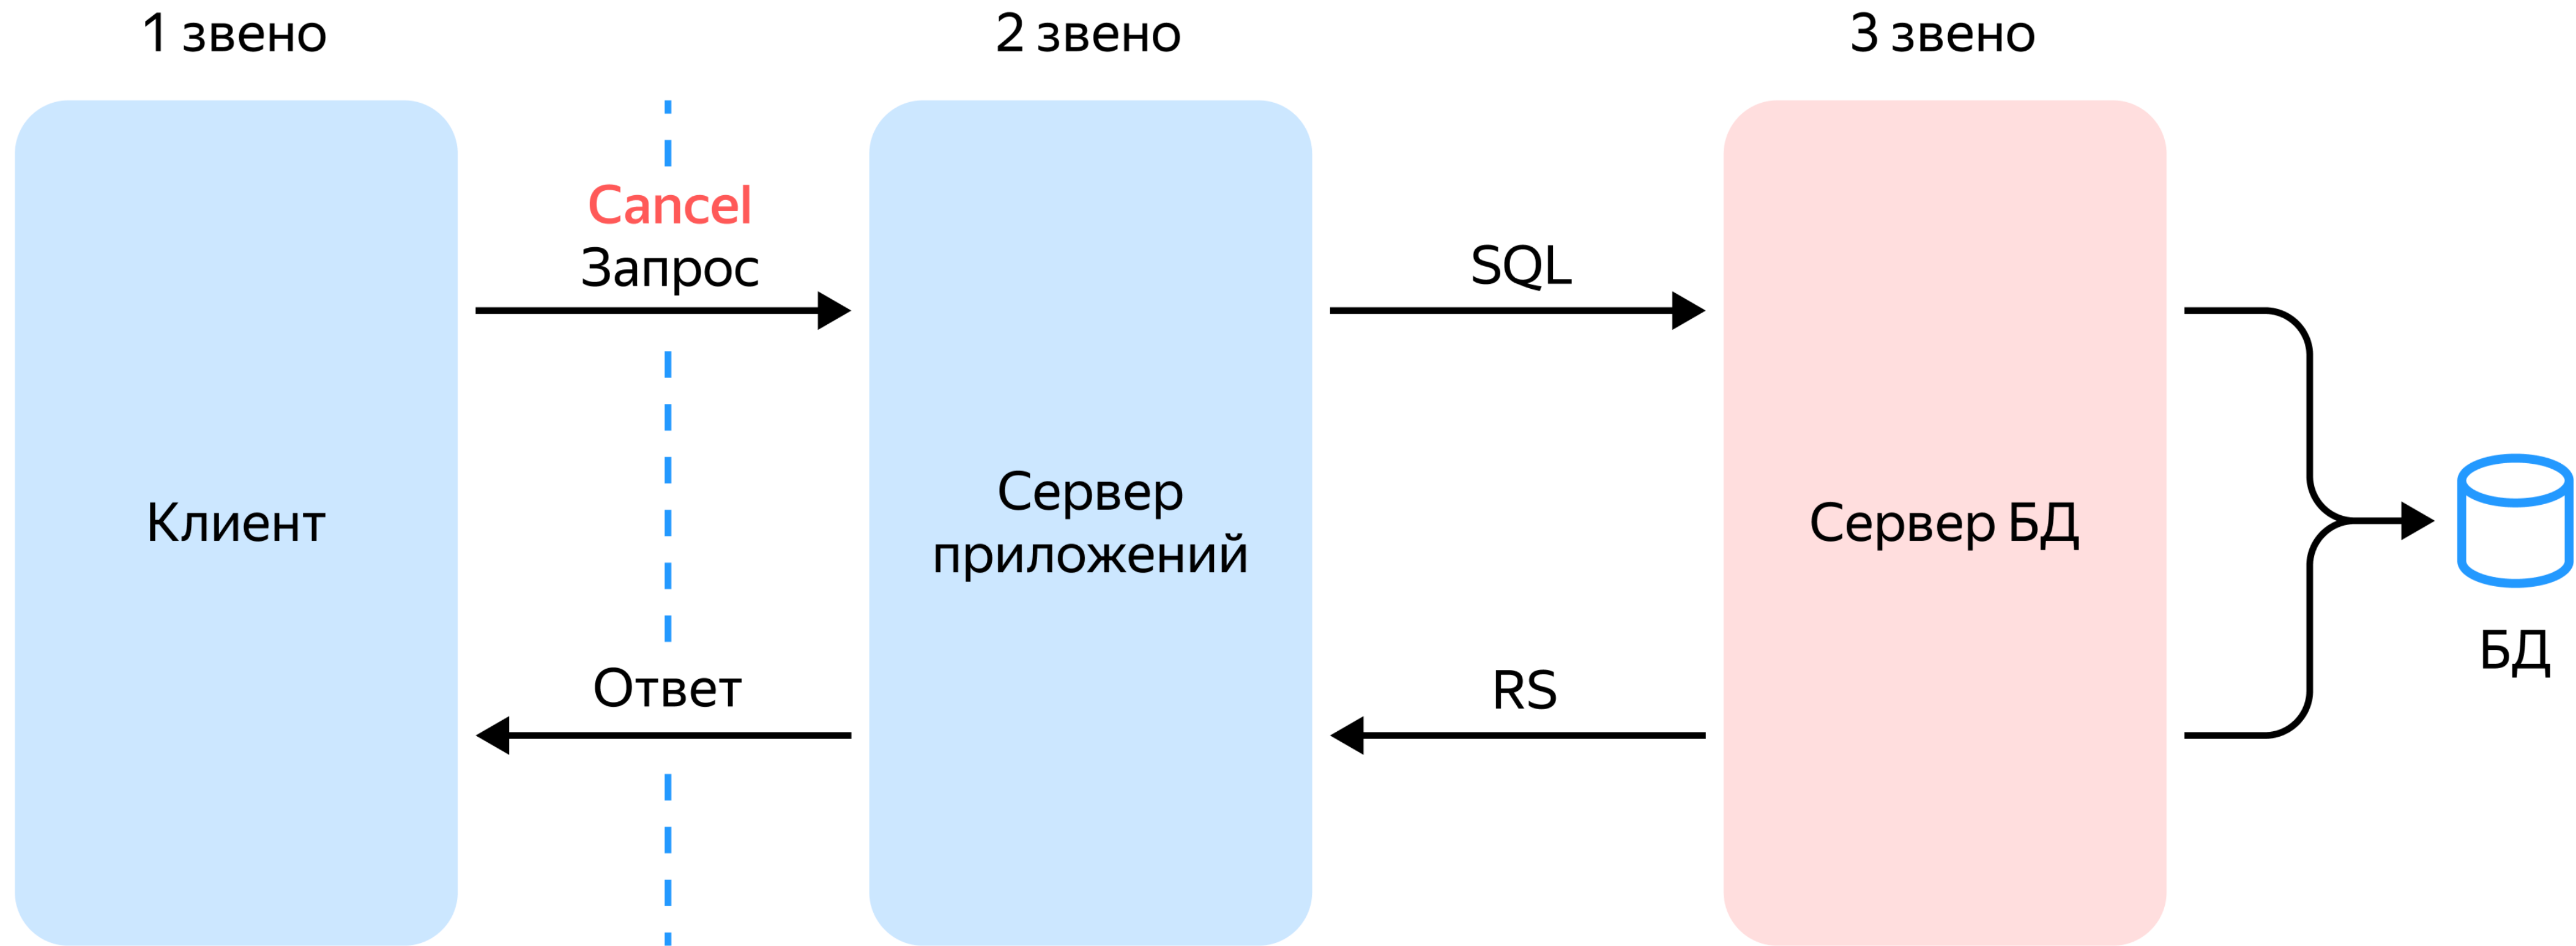 1 звено
2 звено
3 звено
Cancel
Запрос
SQL
Клиент
Сервер
приложений
Сервер БД
БД
Ответ
RS